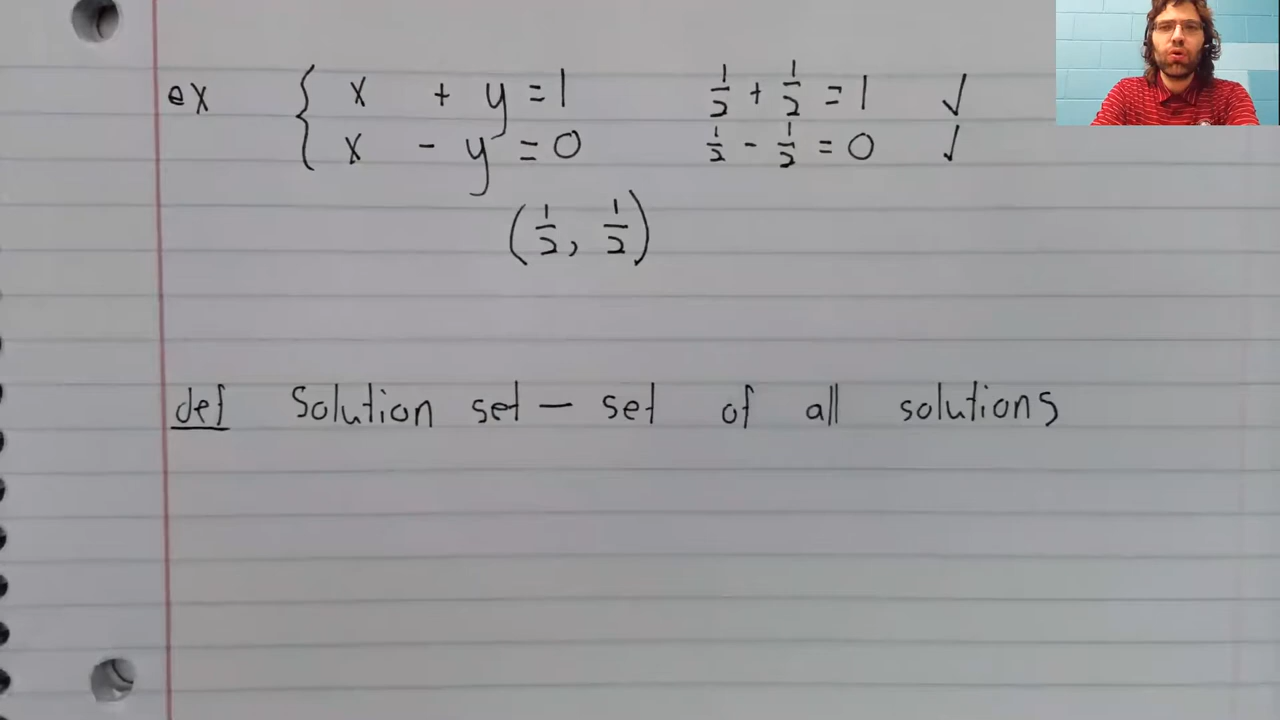 ex { x + y = 1 1/2 + 1/2 = 1 ✓
x - y = 0 1/2 - 1/2 = 0 ✓
(1/2, 1/2)
def Solution set — set of all solutions